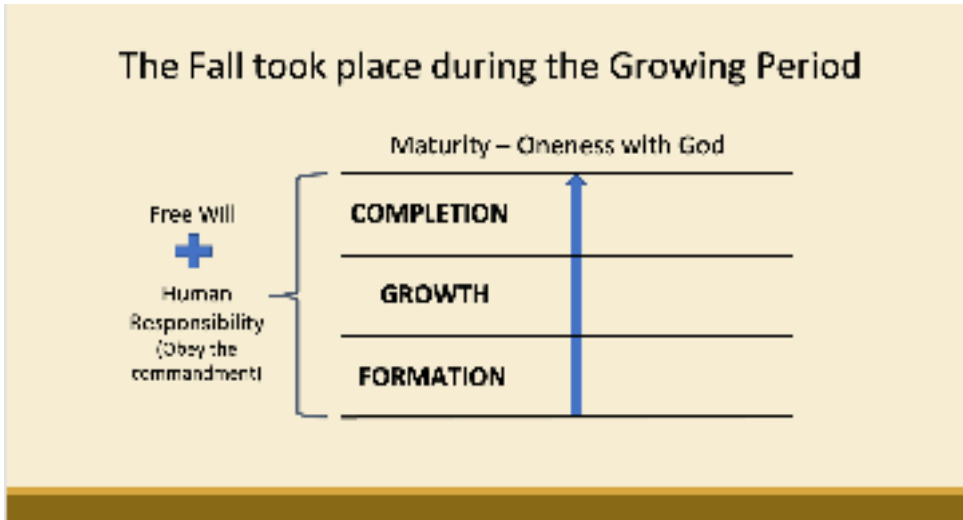 The Fall took place during the Growing Period
Maturity – Oneness with God
Free Will
Human
Responsibility
(Obey the
commandment)
COMPLETION
GROWTH
FORMATION